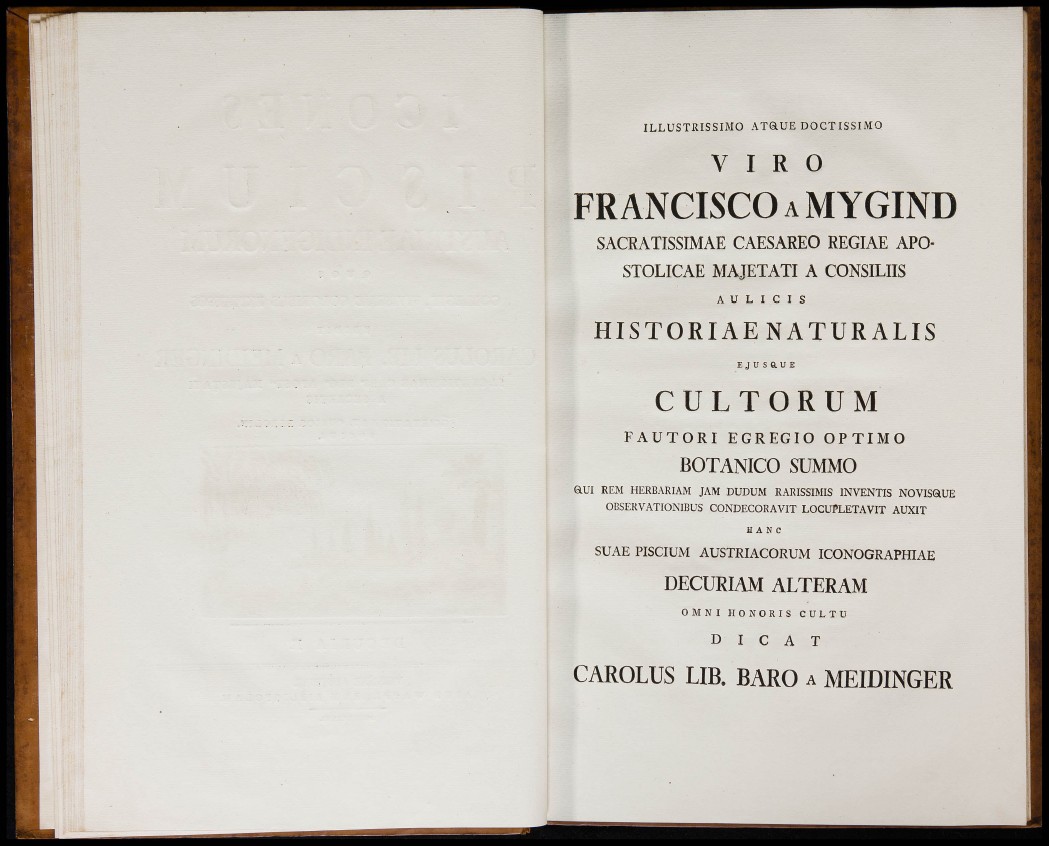 ILLUSTRISSIMO ATQUE DOCTISSIMO
VIRO
FRANCISCO A MYGIND
SACRATISSIMAE CAESAREO REGIAE APO-
STOLICAE MAJETATI A CONSILIIS
AULICIS
HISTORIAE NATURALIS
EJUSQUE
CULTORUM
FAUTORI EGREGIO OPTIMO
BOTANICO SUMMO
QUI REM HERBARIAM JAM DUDUM RARISSIMIS INVENTIS NOVISQUE
OBSERVATIONIBUS CONDECORAVIT LOCUPLETAVIT AUXIT
HANC
SUAE PISCIUM AUSTRIACORUM ICONOGRAPHIAE
DECURIAM ALTERAM
OMNI HONORIS CULTU
DICAT
CAROLUS LIB. BARO A MEIDINGER